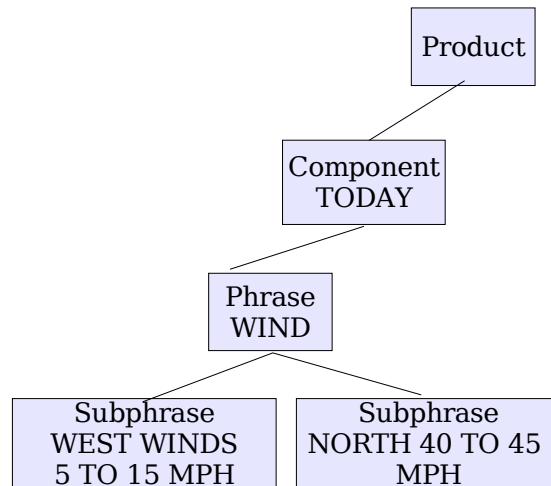 Product
Component
TODAY
Phrase
WIND
Subphrase
WEST WINDS
5 TO 15 MPH
Subphrase
NORTH 40 TO 45
MPH